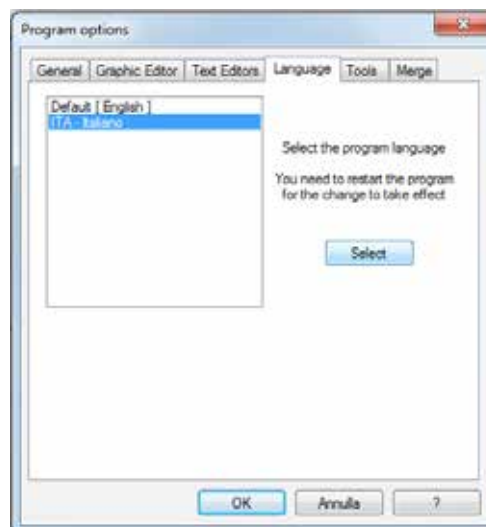 Program options
General Graphic Editor Text Editors Language Tools Merge
Default [ English ]
ITA - Italiano
Select the program language
You need to restart the program
for the change to take effect
Select
OK Annulla ?